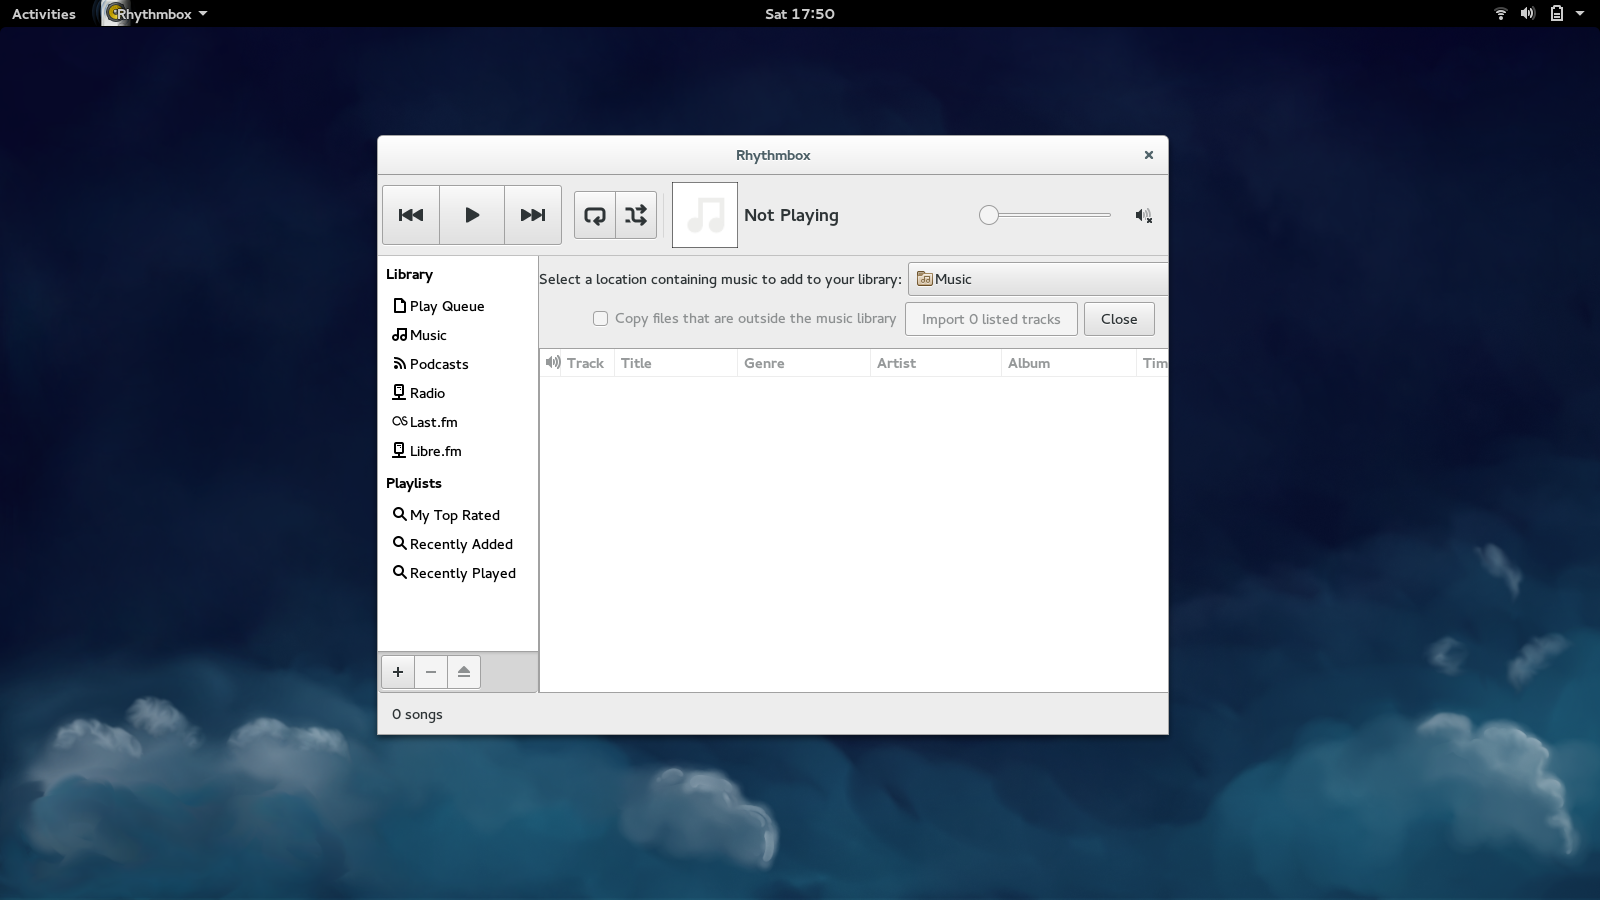 Activities
Rhythmbox
Sat 17:50
Rhythmbox
Not Playing
Library
Play Queue
Music
Podcasts
Radio
Last.fm
Libre.fm
Playlists
My Top Rated
Recently Added
Recently Played
Select a location containing music to add to your library: Music
Copy files that are outside the music library Import 0 listed tracks Close
Track Title Genre Artist Album Tim
0 songs